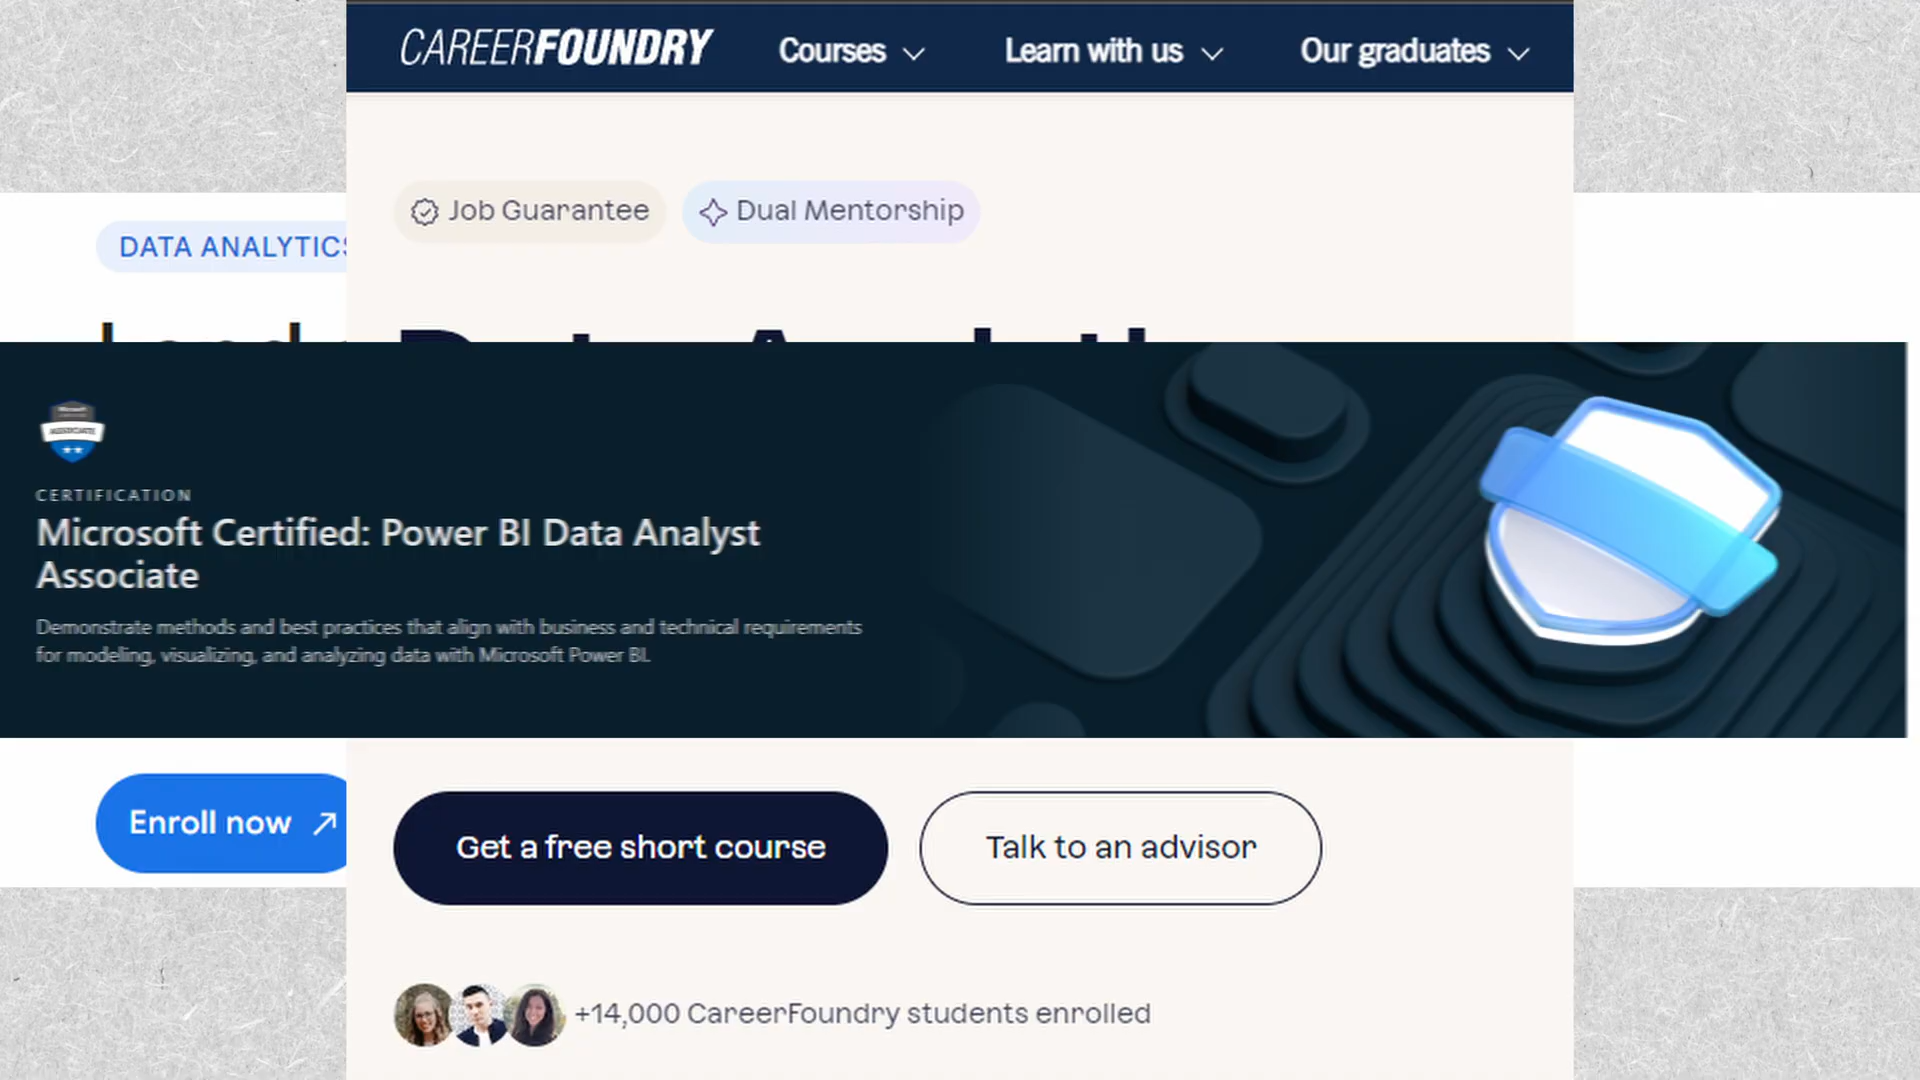 CAREERFOUNDRY Courses Learn with us Our graduates
Job Guarantee Dual Mentorship
DATA ANALYTICS
CERTIFICATION
Microsoft Certified: Power BI Data Analyst
Associate
Demonstrate methods and best practices that align with business and technical requirements
for modeling, visualizing, and analyzing data with Microsoft Power BI.
Enroll now
Get a free short course Talk to an advisor
+14,000 CareerFoundry students enrolled